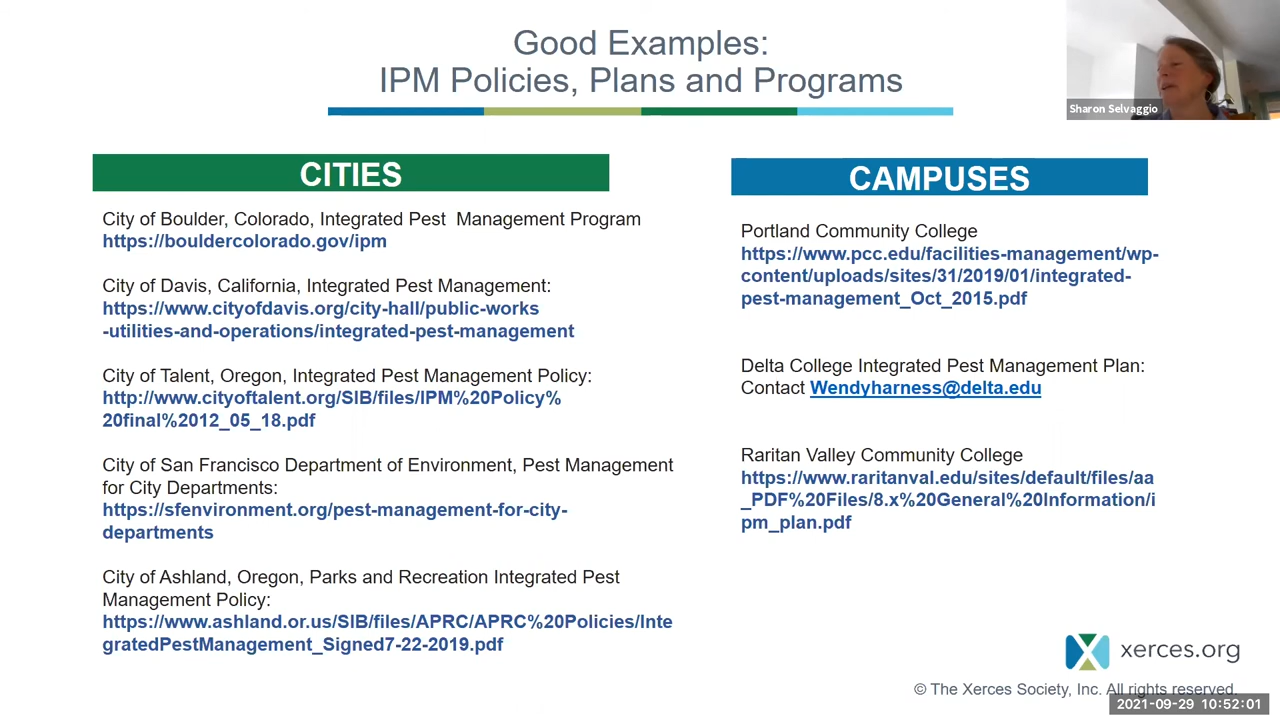 Good Examples:
IPM Policies, Plans and Programs
Sharon Selvaggio
CITIES
City of Boulder, Colorado, Integrated Pest  Management Program
https://bouldercolorado.gov/ipm
City of Davis, California, Integrated Pest Management:
https://www.cityofdavis.org/city-hall/public-works
-utilities-and-operations/integrated-pest-management
City of Talent, Oregon, Integrated Pest Management Policy:
http://www.cityoftalent.org/SIB/files/IPM%20Policy%
20final%2012_05_18.pdf
City of San Francisco Department of Environment, Pest Management
for City Departments:
https://sfenvironment.org/pest-management-for-city-
departments
City of Ashland, Oregon, Parks and Recreation Integrated Pest
Management Policy:
https://www.ashland.or.us/SIB/files/APRC/APRC%20Policies/Inte
gratedPestManagement_Signed7-22-2019.pdf
CAMPUSES
Portland Community College
https://www.pcc.edu/facilities-management/wp-
content/uploads/sites/31/2019/01/integrated-
pest-management_Oct_2015.pdf
Delta College Integrated Pest Management Plan:
Contact Wendyharness@delta.edu
Raritan Valley Community College
https://www.raritanval.edu/sites/default/files/aa
_PDF%20Files/8.x%20General%20Information/i
pm_plan.pdf
xerces.org
© The Xerces Society, Inc. All rights reserved.
2021-09-29 10:52:01